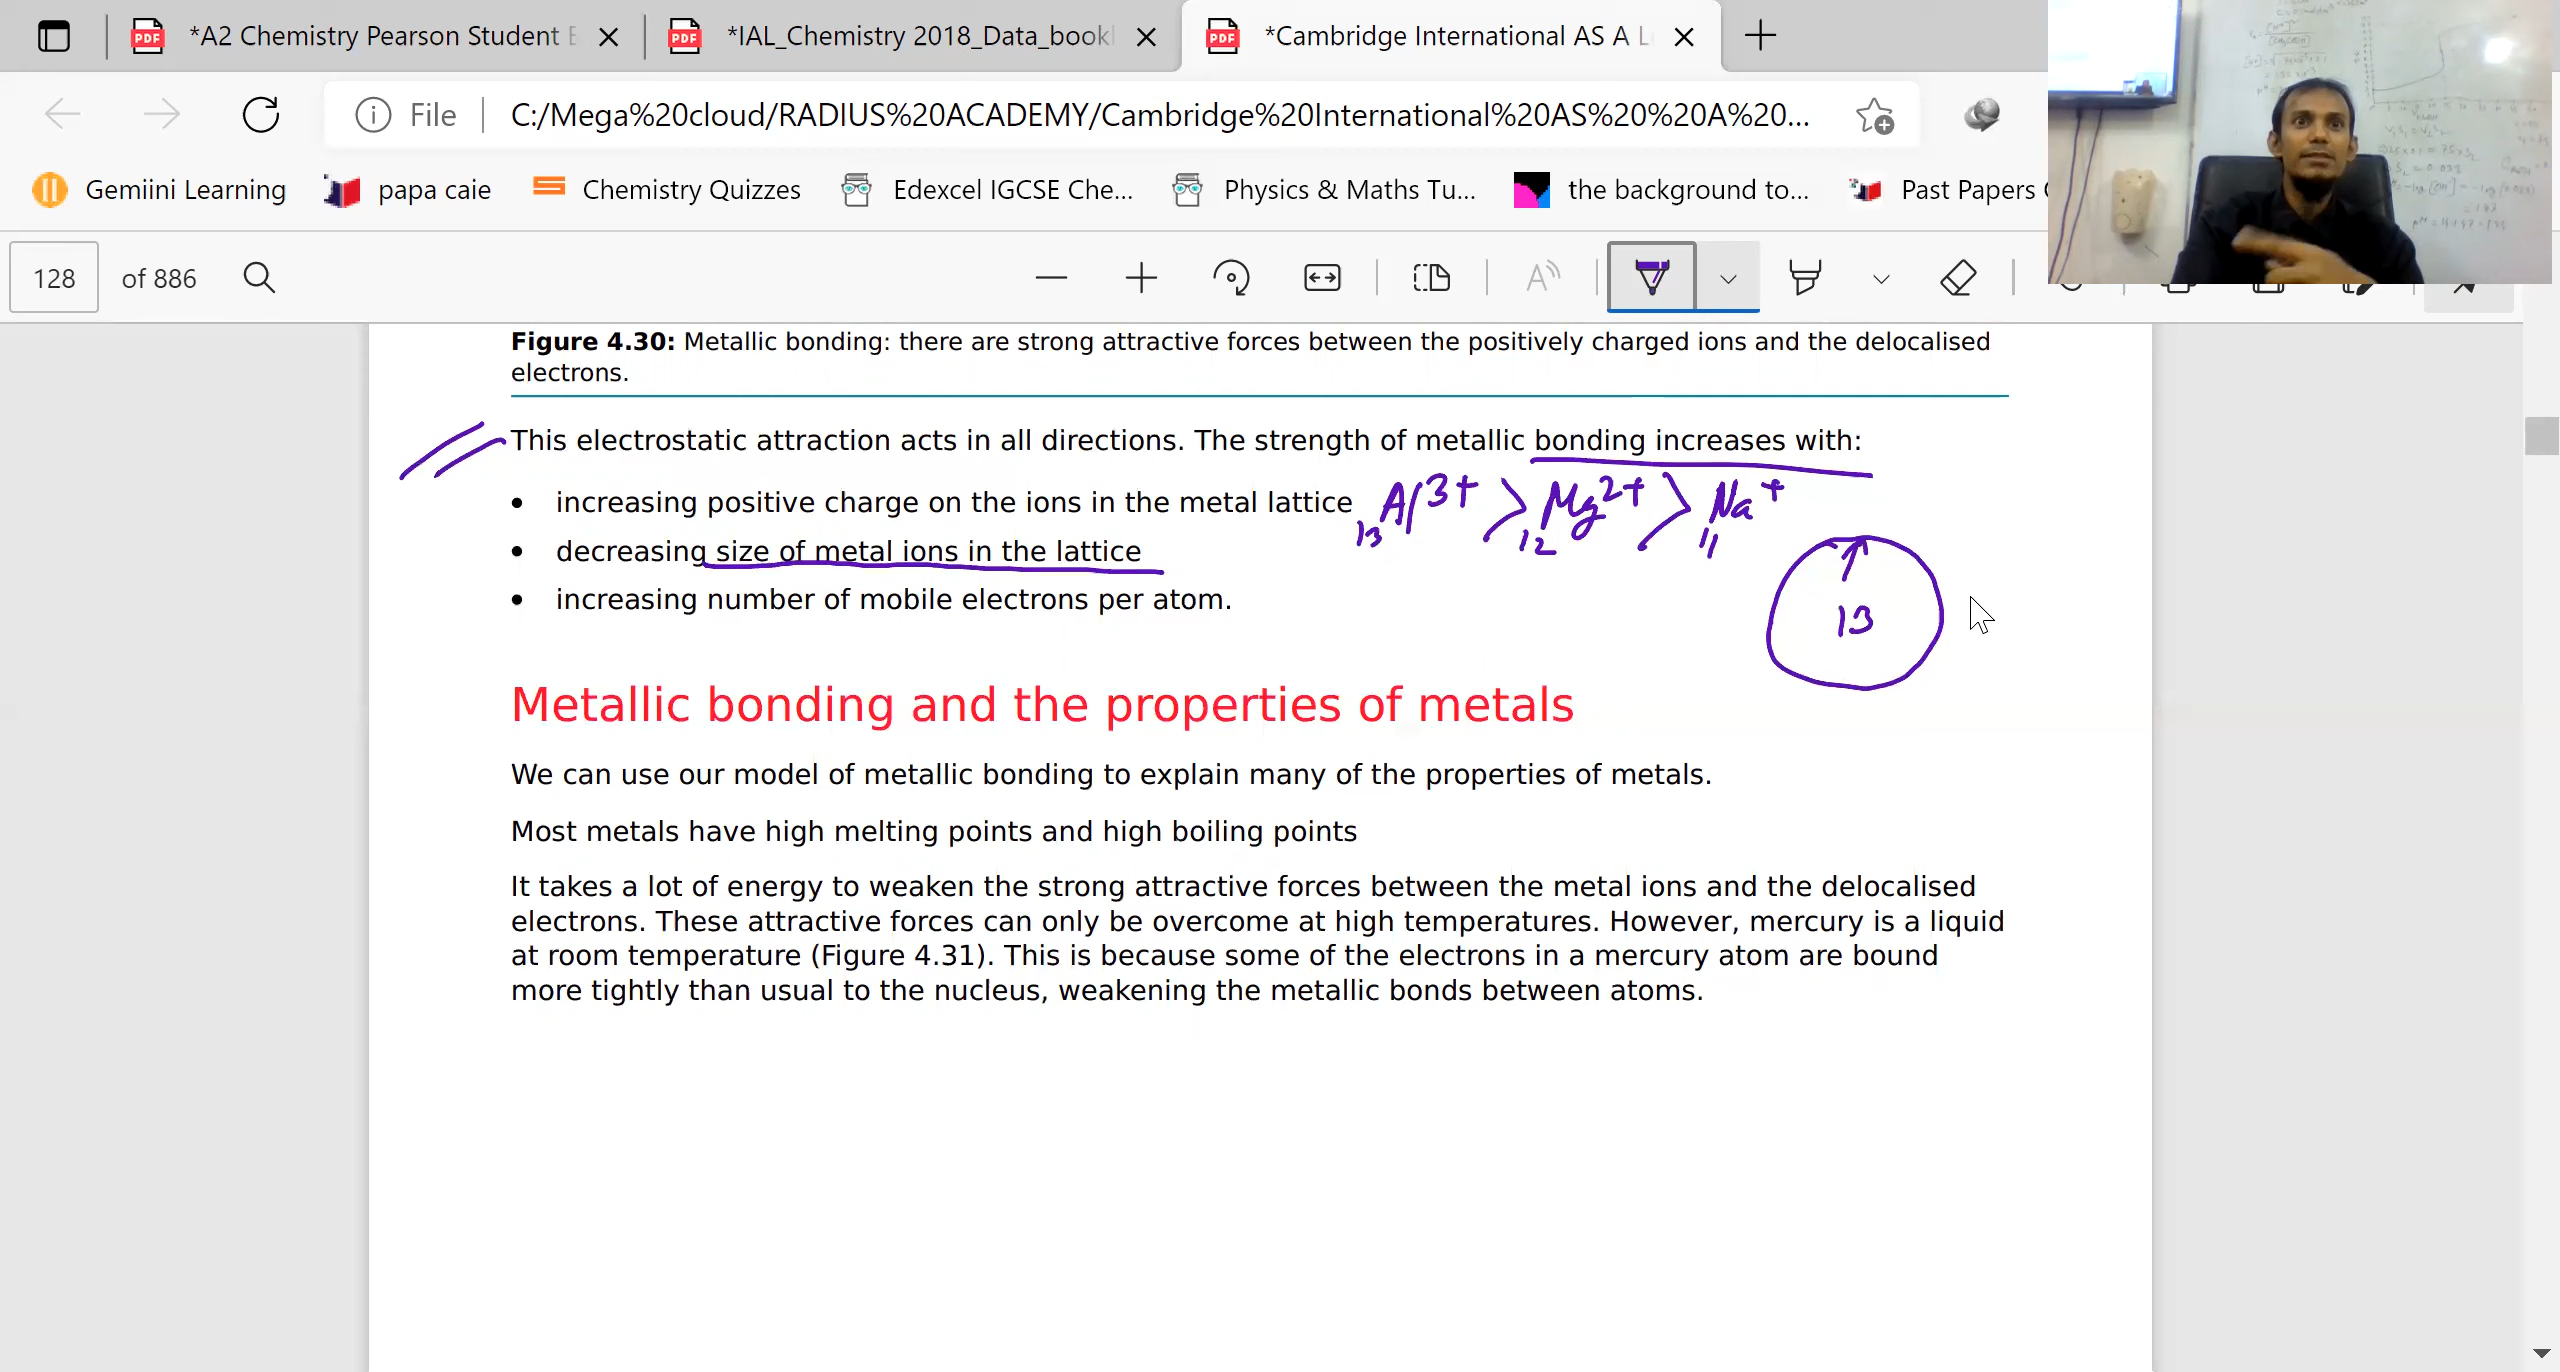 *A2 Chemistry Pearson Student B
*IAL_Chemistry 2018_Data_bookl
*Cambridge International AS A L
File
C:/Mega%20cloud/RADIUS%20ACADEMY/Cambridge%20International%20AS%20%20A%20...
Gemiini Learning
papa caie
Chemistry Quizzes
Edexcel IGCSE Che...
Physics & Maths Tu...
the background to...
Past Papers
128 of 886
Figure 4.30: Metallic bonding: there are strong attractive forces between the positively charged ions and the delocalised
electrons.
This electrostatic attraction acts in all directions. The strength of metallic bonding increases with:
• increasing positive charge on the ions in the metal lattice
₁₃Al³⁺ > ₁₂Mg²⁺ > ₁₁Na⁺
• decreasing size of metal ions in the lattice
• increasing number of mobile electrons per atom.
13
Metallic bonding and the properties of metals
We can use our model of metallic bonding to explain many of the properties of metals.
Most metals have high melting points and high boiling points
It takes a lot of energy to weaken the strong attractive forces between the metal ions and the delocalised
electrons. These attractive forces can only be overcome at high temperatures. However, mercury is a liquid
at room temperature (Figure 4.31). This is because some of the electrons in a mercury atom are bound
more tightly than usual to the nucleus, weakening the metallic bonds between atoms.